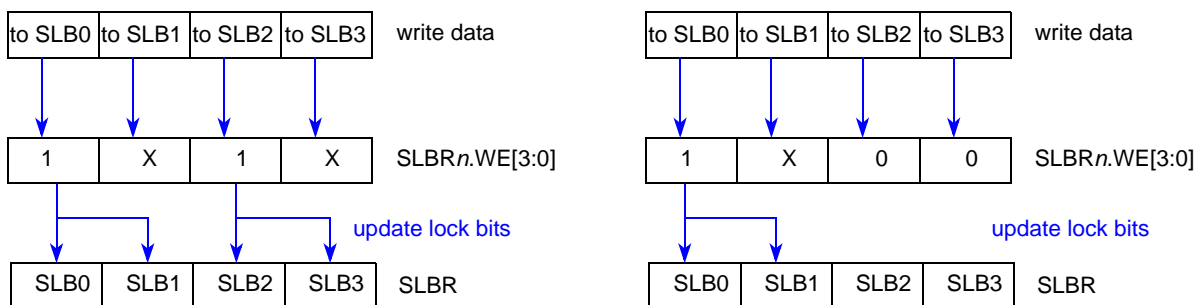 to SLB0 to SLB1 to SLB2 to SLB3 write data
1 X 1 X SLBRn.WE[3:0]
update lock bits
SLB0 SLB1 SLB2 SLB3 SLBR
to SLB0 to SLB1 to SLB2 to SLB3 write data
1 X 0 0 SLBRn.WE[3:0]
update lock bits
SLB0 SLB1 SLB2 SLB3 SLBR